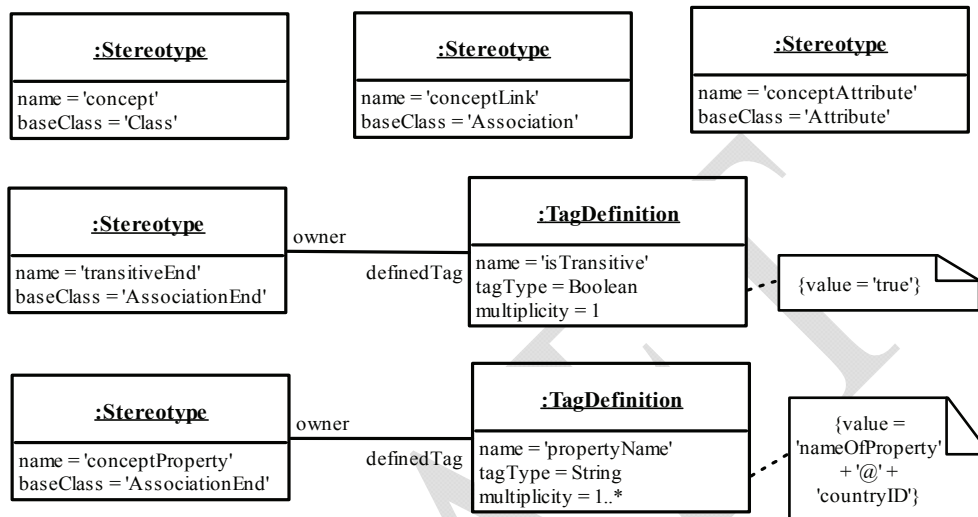 :Stereotype
name = 'concept'
baseClass = 'Class'
:Stereotype
name = 'conceptLink'
baseClass = 'Association'
:Stereotype
name = 'conceptAttribute'
baseClass = 'Attribute'
:Stereotype
name = 'transitiveEnd'
baseClass = 'AssociationEnd'
owner
definedTag
:TagDefinition
name = 'isTransitive'
tagType = Boolean
multiplicity = 1
{value = 'true'}
:Stereotype
name = 'conceptProperty'
baseClass = 'AssociationEnd'
owner
definedTag
:TagDefinition
name = 'propertyName'
tagType = String
multiplicity = 1..*
{value =
'nameOfProperty'
+ '@' +
'countryID'}